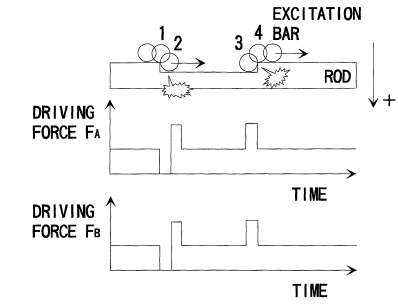 EXCITATION
BAR
1
2
3
4
ROD
+
DRIVING
FORCE FA
TIME
DRIVING
FORCE FB
TIME